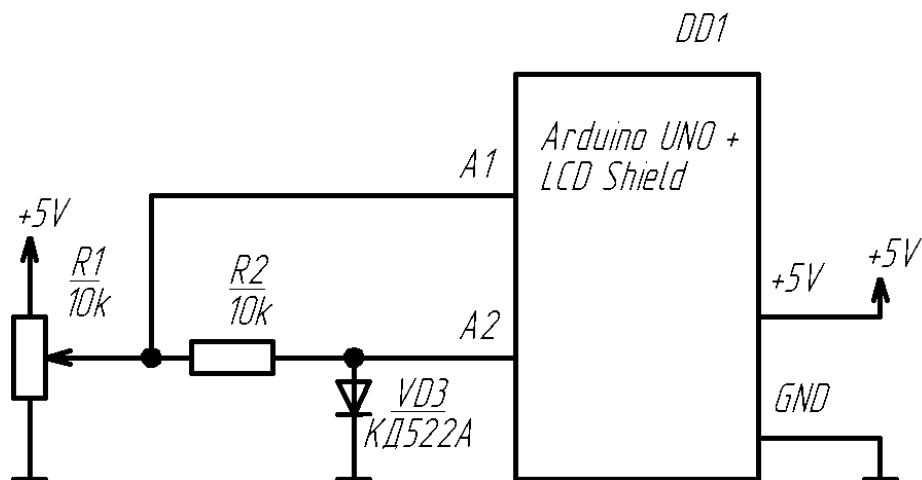 DD1
Arduino UNO +
LCD Shield
A1
+5V
R1
10k
R2
10k
A2
+5V
+5V
VD3
КД522А
GND